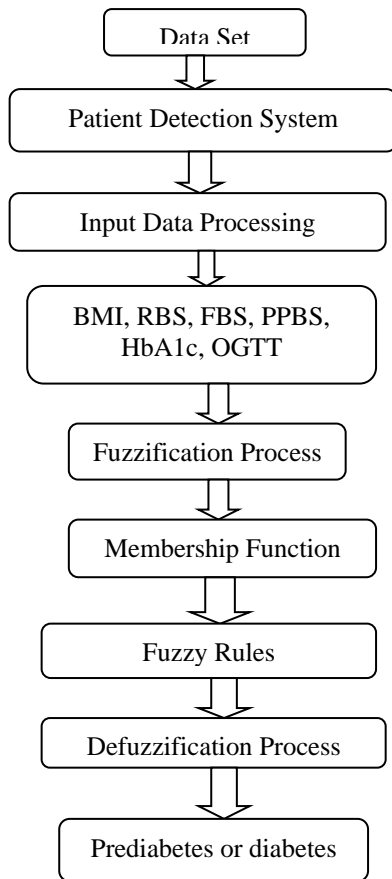 Data Set
Patient Detection System
Input Data Processing
BMI, RBS, FBS, PPBS,
HbA1c, OGTT
Fuzzification Process
Membership Function
Fuzzy Rules
Defuzzification Process
Prediabetes or diabetes